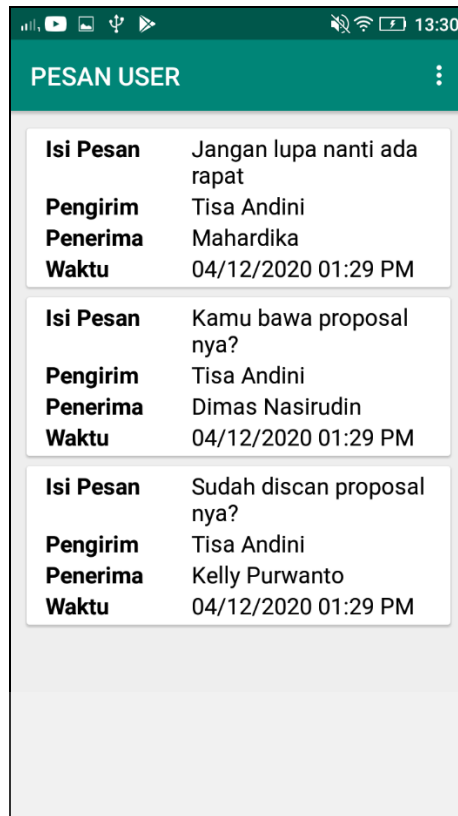 13:30
PESAN USER
Isi Pesan Jangan lupa nanti ada
rapat
Pengirim Tisa Andini
Penerima Mahardika
Waktu 04/12/2020 01:29 PM
Isi Pesan Kamu bawa proposal
nya?
Pengirim Tisa Andini
Penerima Dimas Nasirudin
Waktu 04/12/2020 01:29 PM
Isi Pesan Sudah discan proposal
nya?
Pengirim Tisa Andini
Penerima Kelly Purwanto
Waktu 04/12/2020 01:29 PM